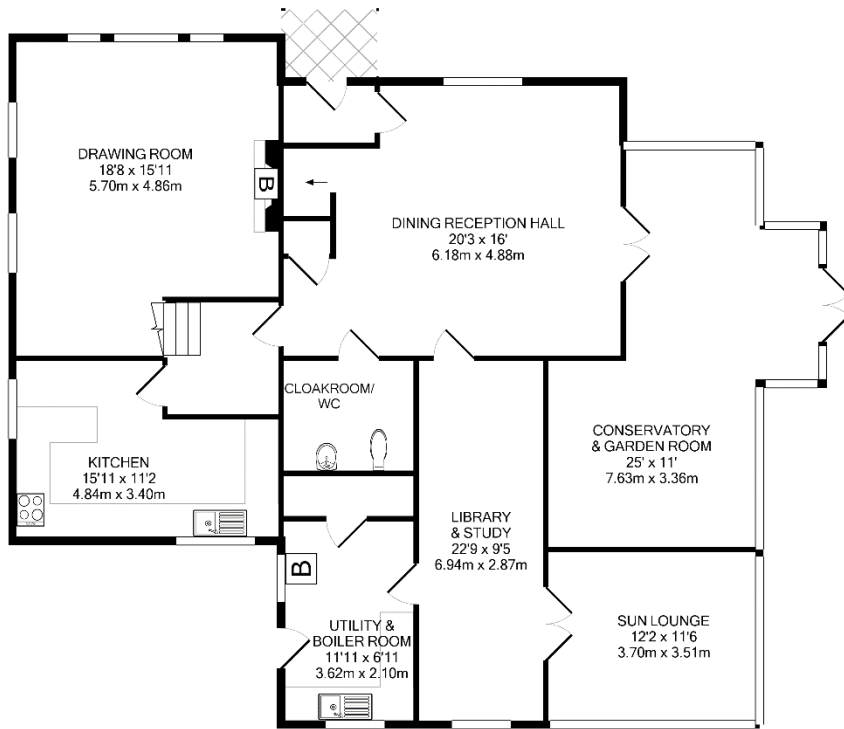 DRAWING ROOM
18'8 x 15'11
5.70m x 4.86m
B
DINING RECEPTION HALL
20'3 x 16'
6.18m x 4.88m
CLOAKROOM/
WC
KITCHEN
15'11 x 11'2
4.84m x 3.40m
CONSERVATORY
& GARDEN ROOM
25' x 11'
7.63m x 3.36m
LIBRARY
& STUDY
22'9 x 9'5
6.94m x 2.87m
B
UTILITY &
BOILER ROOM
11'11 x 6'11
3.62m x 2.10m
SUN LOUNGE
12'2 x 11'6
3.70m x 3.51m